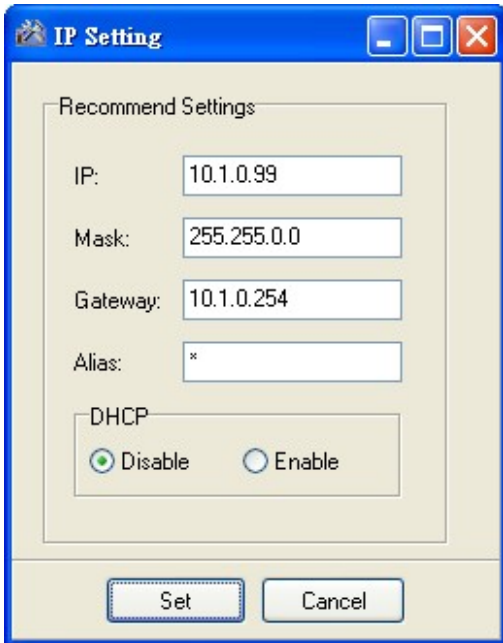 IP Setting
Recommend Settings
IP: 10.1.0.99
Mask: 255.255.0.0
Gateway: 10.1.0.254
Alias: *
DHCP
Disable Enable
Set Cancel